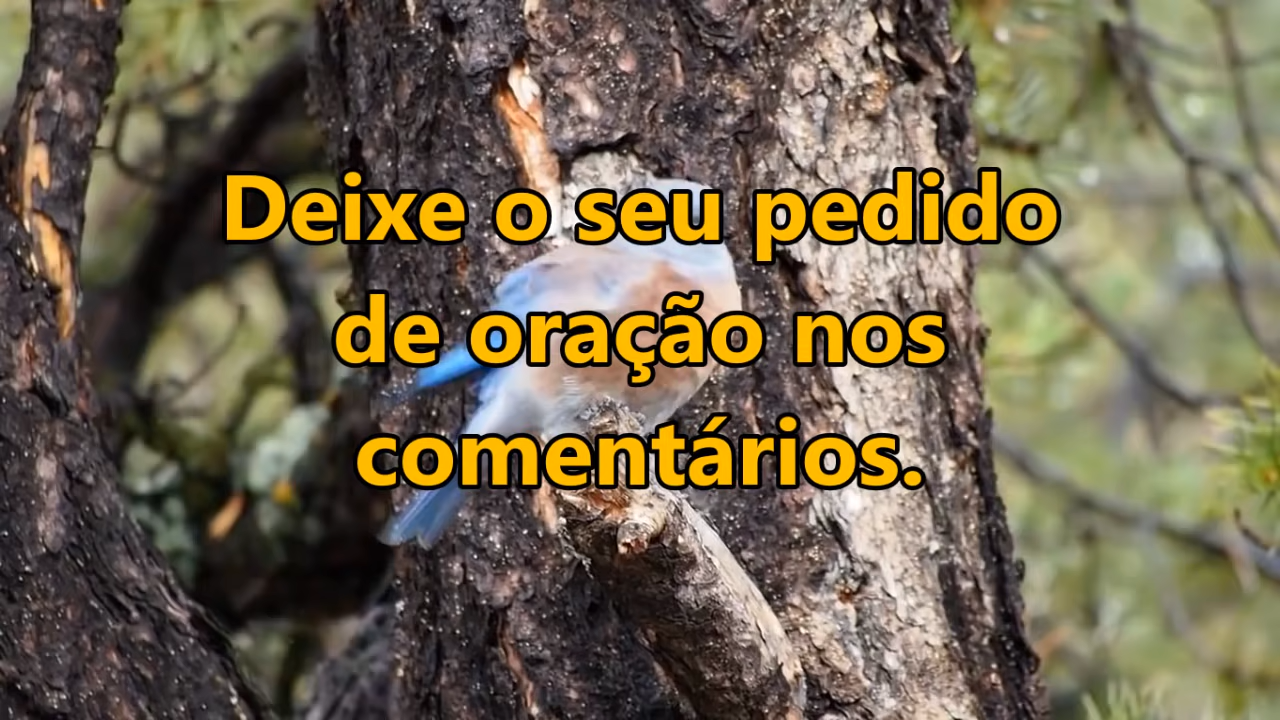 Deixe o seu pedido
de oração nos
comentários.